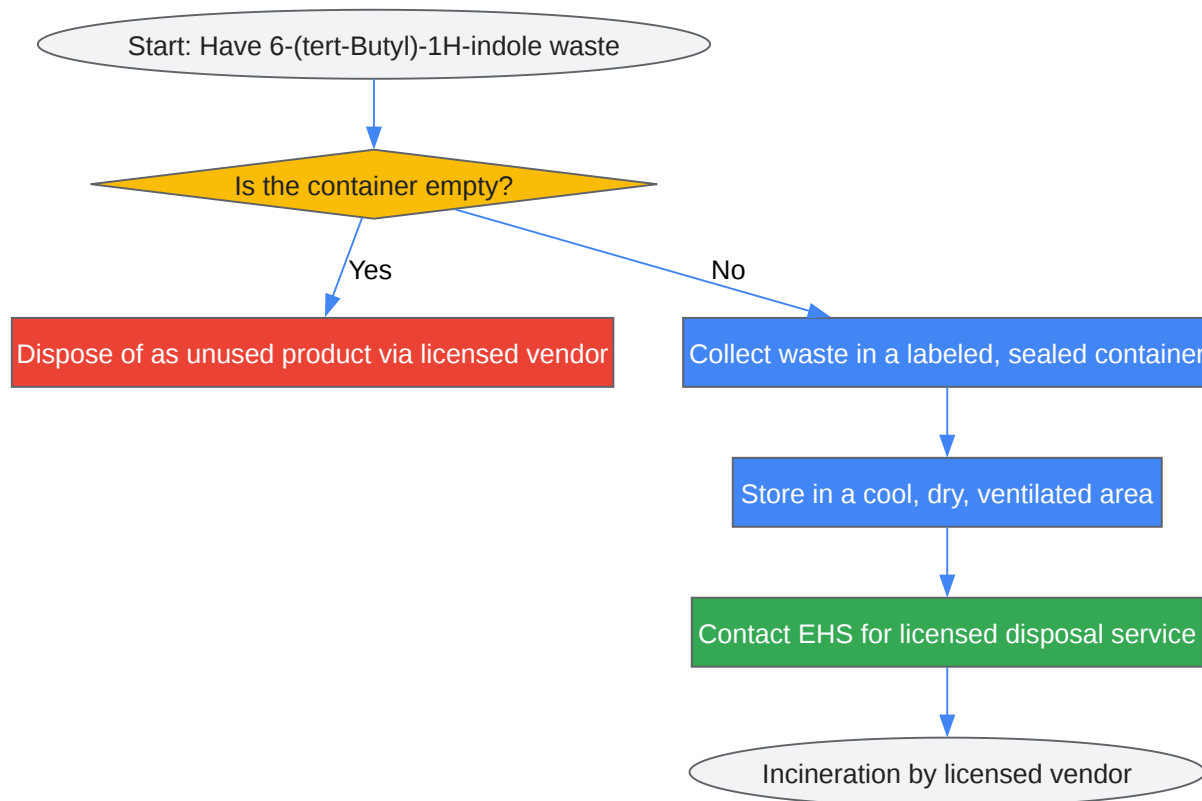 Start: Have 6-(tert-Butyl)-1H-indole waste
Is the container empty?
Yes
No
Dispose of as unused product via licensed vendor
Collect waste in a labeled, sealed container
Store in a cool, dry, ventilated area
Contact EHS for licensed disposal service
Incineration by licensed vendor